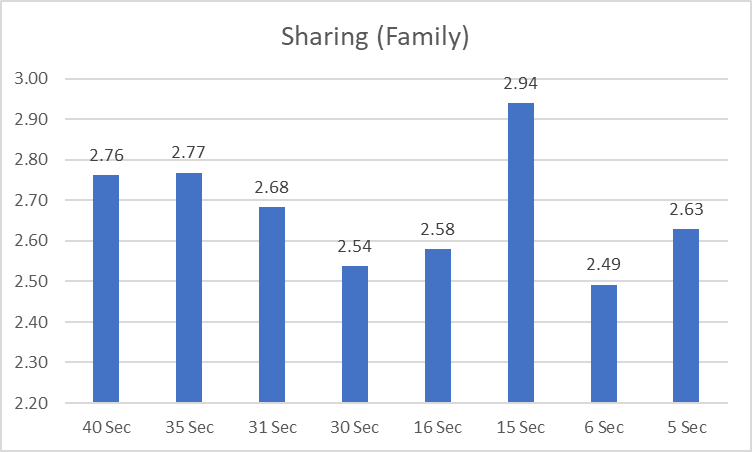 Sharing (Family)
3.00
2.90
2.80
2.70
2.60
2.50
2.40
2.30
2.20
2.76
2.77
2.68
2.54
2.58
2.94
2.49
2.63
40 Sec
35 Sec
31 Sec
30 Sec
16 Sec
15 Sec
6 Sec
5 Sec